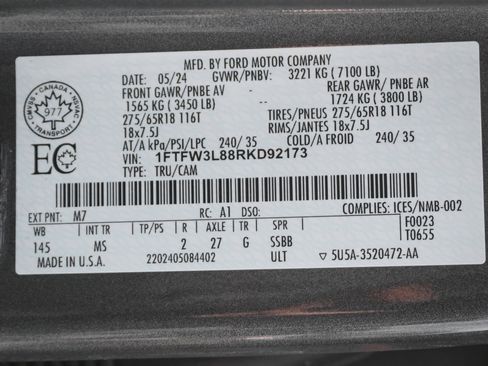 MFD. BY FORD MOTOR COMPANY
DATE: 05/24 GVWR/PNBV: 3221 KG ( 7100 LB)
FRONT GAWR/PNBE AV REAR GAWR/ PNBE AR
1565 KG ( 3450 LB) 1724 KG ( 3800 LB)
275/65R18 116T TIRES/PNEUS 275/65R18 116T
18x7.5J RIMS/JANTES 18x7.5J
AT/A kPa/PSI/LPC 240/ 35 COLD/A FROID 240/ 35
VIN: 1FTFW3L88RKD92173
TYPE: TRU/CAM
CANADA
CMVSS NSVAC
977
TRANSPORT
EC
EXT PNT: M7 RC: A1 DSO: COMPLIES: ICES/NMB-002
WB INT TR TP/PS R AXLE TR SPR F0023
145 MS 2 27 G SSBB T0655
MADE IN U.S.A. 2202405084402 ULT ▽ 5U5A-3520472-AA